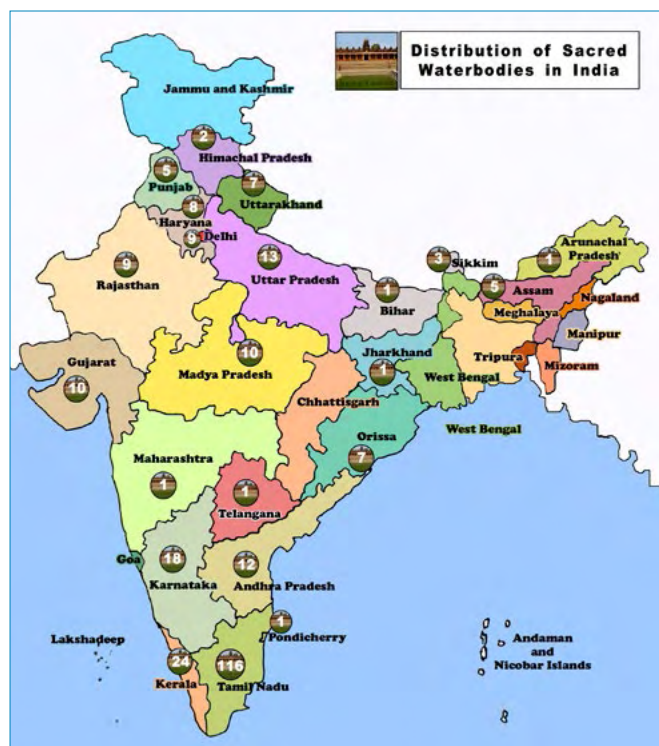 Distribution of Sacred
Waterbodies in India
Jammu and Kashmir
2
Himachal Pradesh
5
Punjab
7
Uttarakhand
8
Haryana
9
Delhi
9
Rajasthan
13
Uttar Pradesh
3
Sikkim
1
Arunachal
Pradesh
5
Assam
Nagaland
Meghalaya
Manipur
1
Bihar
Tripura
Mizoram
Gujarat
10
10
Madya Pradesh
Jharkhand
1
West Bengal
Chhattisgarh
West Bengal
Orissa
7
Maharashtra
1
1
Telangana
Goa
18
Karnataka
12
Andhra Pradesh
1
Pondicherry
Lakshadeep
24
Kerala
116
Tamil Nadu
Andaman
and
Nicobar Islands